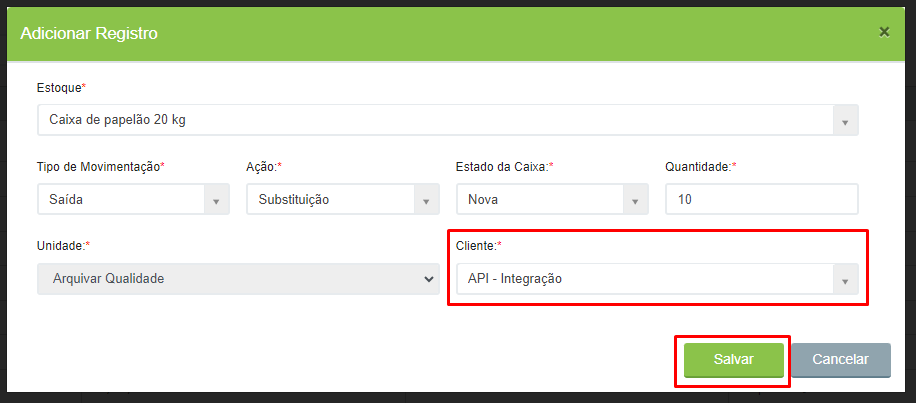 Adicionar Registro ×
Estoque*
Caixa de papelão 20 kg
Tipo de Movimentação* Ação:* Estado da Caixa:* Quantidade:*
Saída Substituição Nova 10
Unidade:* Cliente:*
Arquivar Qualidade API - Integração
Salvar Cancelar